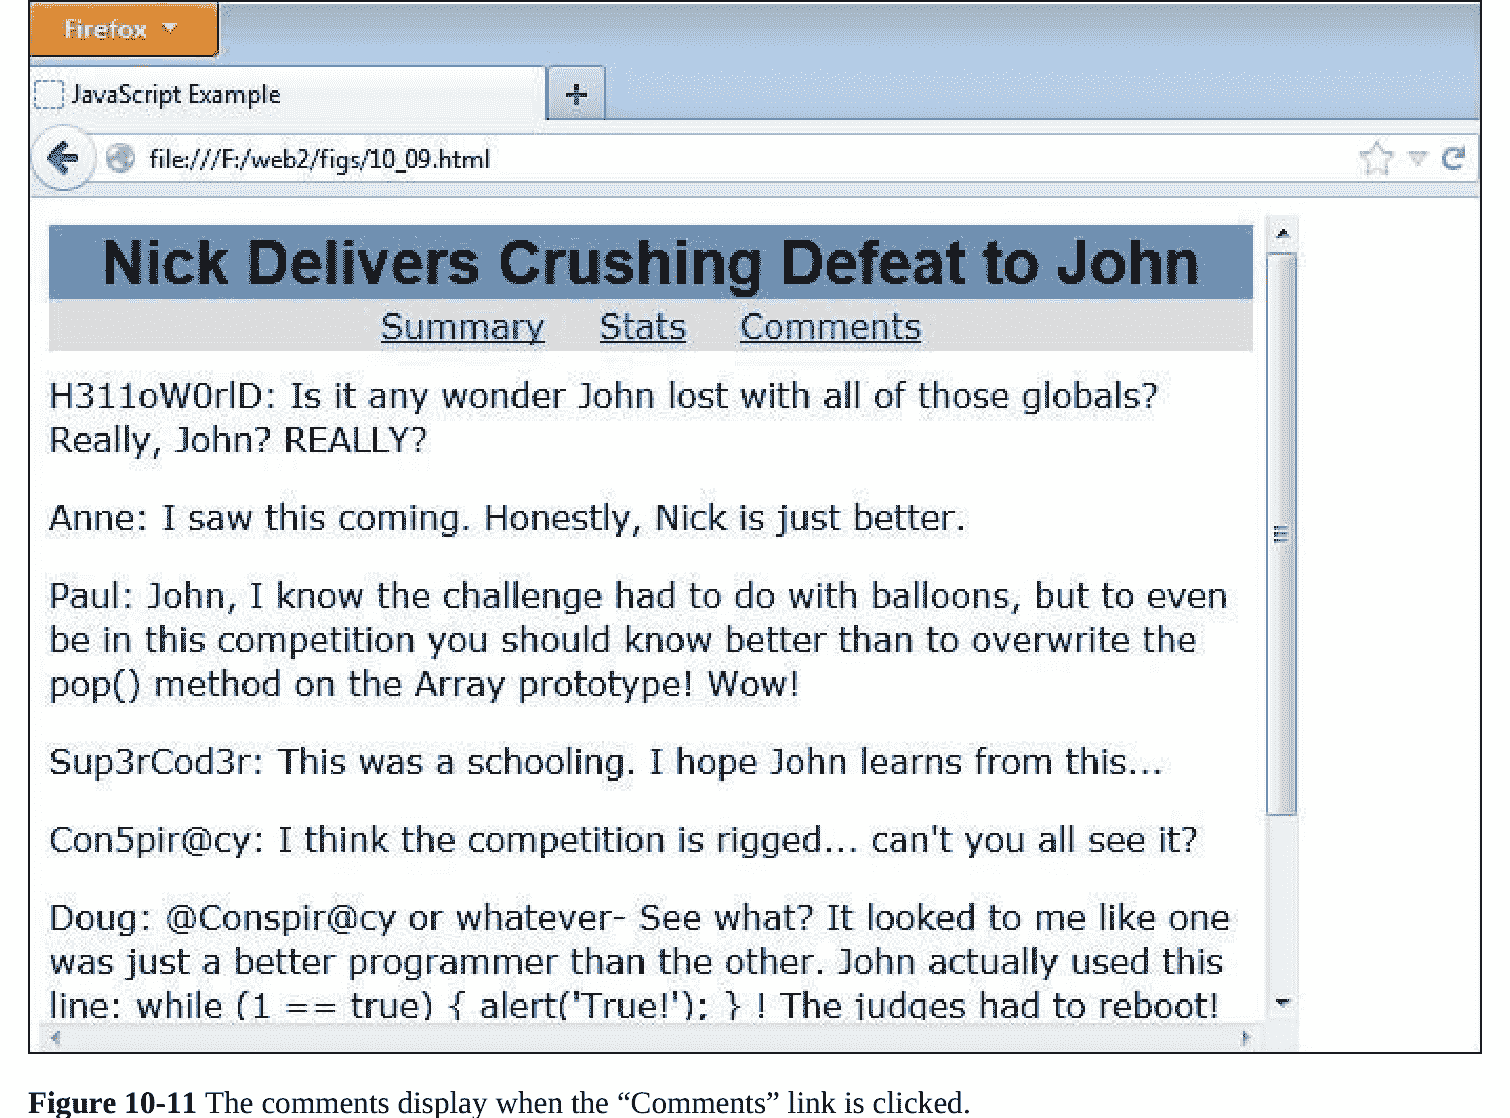 Firefox
JavaScript Example
file:///F:/web2/figs/10_09.html
Nick Delivers Crushing Defeat to John
Summary Stats Comments
H311oW0rlD: Is it any wonder John lost with all of those globals?
Really, John? REALLY?
Anne: I saw this coming. Honestly, Nick is just better.
Paul: John, I know the challenge had to do with balloons, but to even
be in this competition you should know better than to overwrite the
pop() method on the Array prototype! Wow!
Sup3rCod3r: This was a schooling. I hope John learns from this...
Con5pir@cy: I think the competition is rigged... can't you all see it?
Doug: @Conspir@cy or whatever- See what? It looked to me like one
was just a better programmer than the other. John actually used this
line: while (1 == true) { alert('True!'); } ! The judges had to reboot!
Figure 10-11 The comments display when the “Comments” link is clicked.